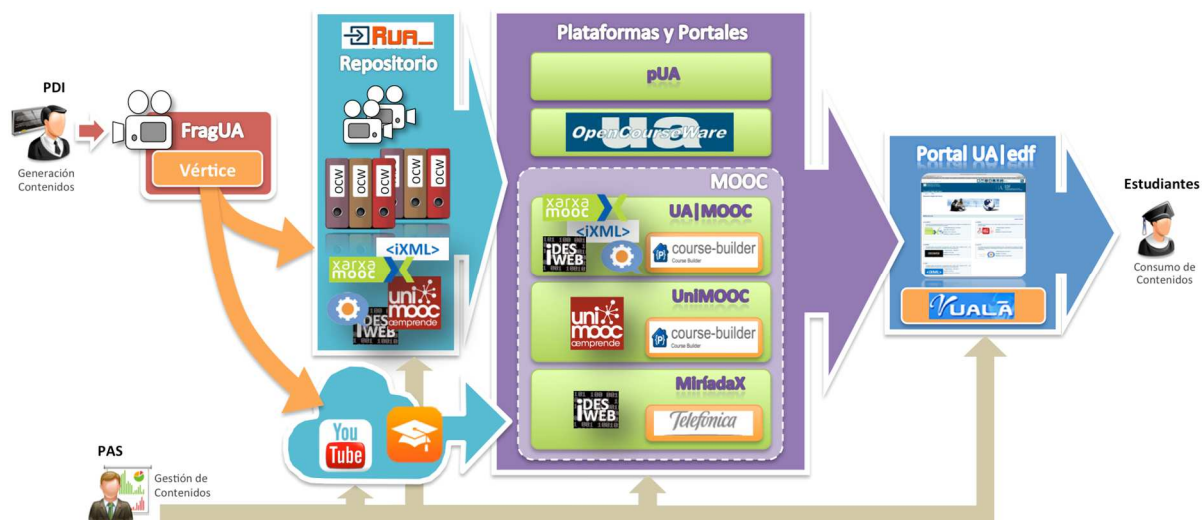 PDI
Generación
Contenidos
FragUA
Vértice
RUA_
Repositorio
OCW
OCW
OCW
OCW
OCW
<iXML>
xarxa
mooc
uni
mooc
æmprende
iDES
WEB
You
Tube
Plataformas y Portales
pUA
ua
OpenCourseWare
MOOC
xarxa
mooc
UA|MOOC
<iXML>
iDES
WEB
course-builder
Course Builder
UniMOOC
uni
mooc
æmprende
course-builder
Course Builder
MiríadaX
iDES
WEB
Telefónica
Portal UA|edf
VUALÀ
Estudiantes
Consumo de
Contenidos
PAS
Gestión de
Contenidos